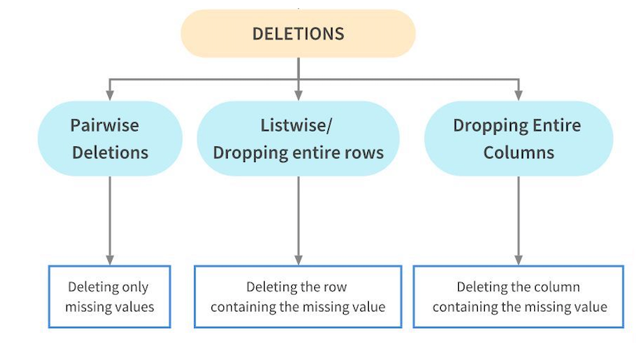 DELETIONS
Pairwise
Deletions
Listwise/
Dropping entire rows
Dropping Entire
Columns
Deleting only
missing values
Deleting the row
containing the missing value
Deleting the column
containing the missing value